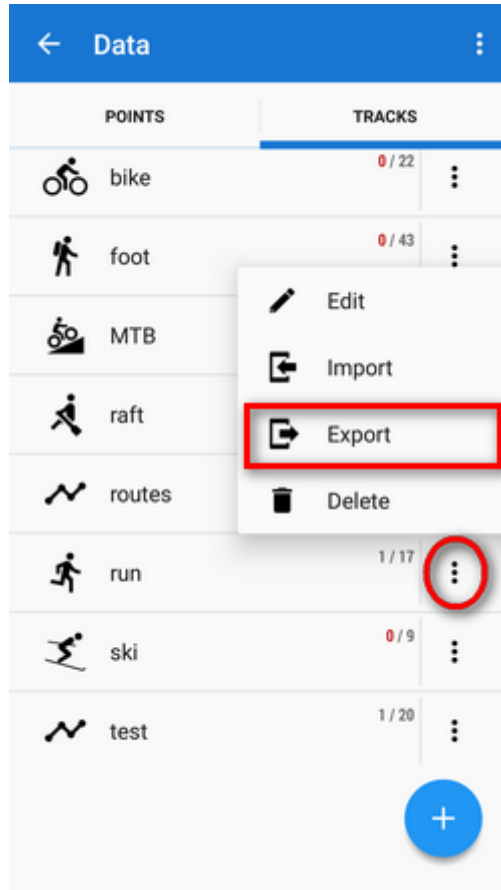 Data
POINTS TRACKS
bike 0 / 22
foot 0 / 43
Edit
MTB
Import
raft
Export
routes
Delete
run 1 / 17
ski 0 / 9
test 1 / 20